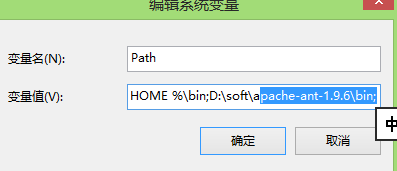 编辑系统变量
变量名(N):
Path
变量值(V):
HOME %\bin;D:\soft\apache-ant-1.9.6\bin;
确定
取消
中